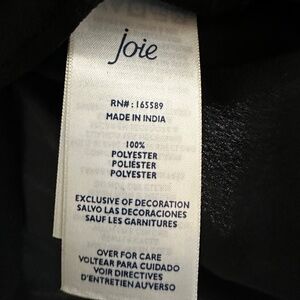 joie
RN#: 165589
MADE IN INDIA
100%
POLYESTER
POLIÉSTER
POLYESTER
EXCLUSIVE OF DECORATION
SALVO LAS DECORACIONES
SAUF LES GARNITURES
OVER FOR CARE
VOLTEAR PARA CUIDADO
VOIR DIRECTIVES
D'ENTRETIEN AUVERSO